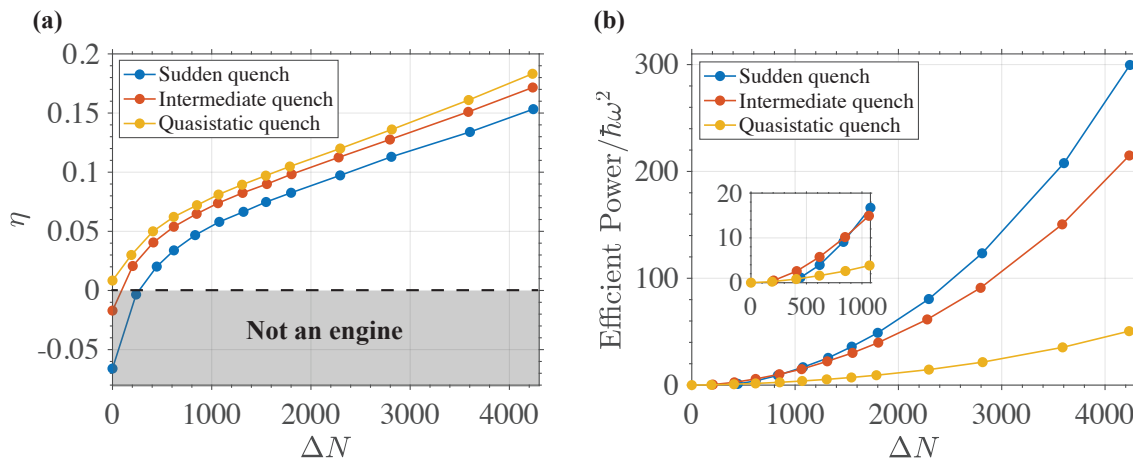 (a)
0.2
0.15
0.1
0.05
0
-0.05
η
Sudden quench
Intermediate quench
Quasistatic quench
Not an engine
0 1000 2000 3000 4000
ΔN
(b)
300
200
100
0
Efficient Power/ħω²
Sudden quench
Intermediate quench
Quasistatic quench
20
10
0
0 500 1000
0 1000 2000 3000 4000
ΔN